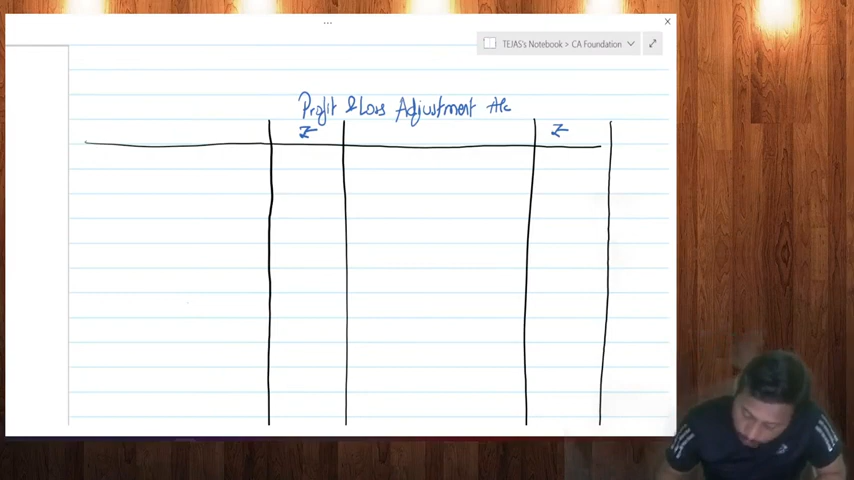 TEJAS's Notebook > CA Foundation
Profit & Loss Adjustment A/c
₹ ₹